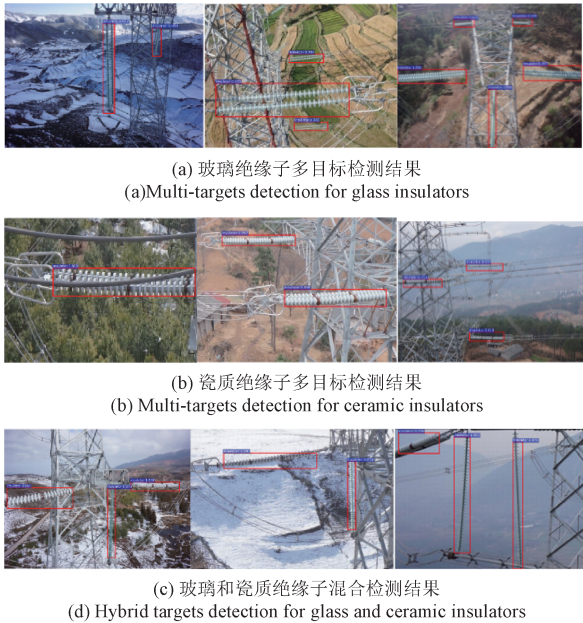 (a) 玻璃绝缘子多目标检测结果
(a)Multi-targets detection for glass insulators
(b) 瓷质绝缘子多目标检测结果
(b) Multi-targets detection for ceramic insulators
(c) 玻璃和瓷质绝缘子混合检测结果
(d) Hybrid targets detection for glass and ceramic insulators